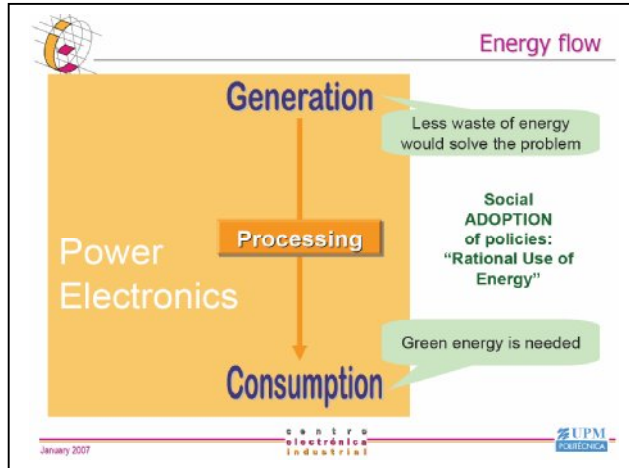 Energy flow
Generation
Less waste of energy
would solve the problem
Social
ADOPTION
of policies:
“Rational Use of
Energy”
Processing
Power
Electronics
Green energy is needed
Consumption
January 2007
centro
electrónica
industrial
UPM
POLITÉCNICA